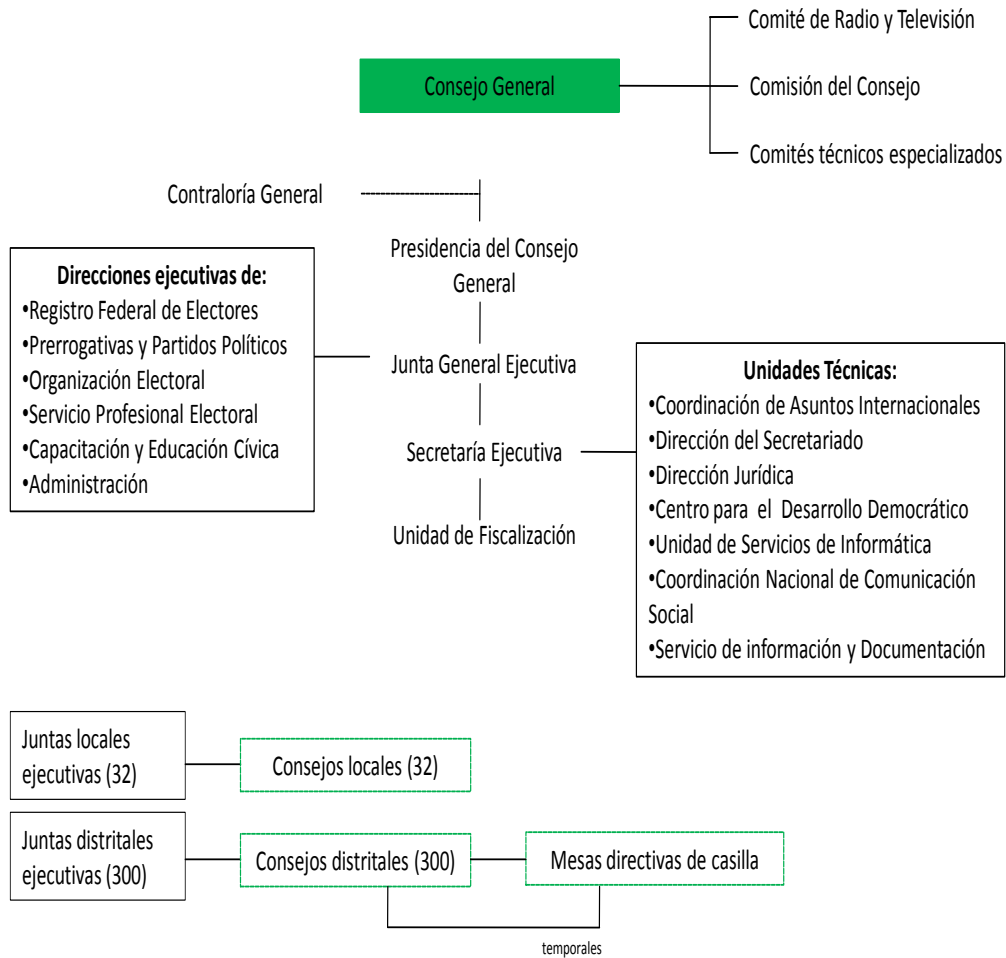 Comité de Radio y Televisión
Consejo General
Comisión del Consejo
Comités técnicos especializados
Contraloría General
Presidencia del Consejo
General
Direcciones ejecutivas de:
•Registro Federal de Electores
•Prerrogativas y Partidos Políticos
•Organización Electoral
•Servicio Profesional Electoral
•Capacitación y Educación Cívica
•Administración
Junta General Ejecutiva
Secretaría Ejecutiva
Unidad de Fiscalización
Unidades Técnicas:
•Coordinación de Asuntos Internacionales
•Dirección del Secretariado
•Dirección Jurídica
•Centro para el Desarrollo Democrático
•Unidad de Servicios de Informática
•Coordinación Nacional de Comunicación
Social
•Servicio de información y Documentación
Juntas locales
ejecutivas (32)
Consejos locales (32)
Juntas distritales
ejecutivas (300)
Consejos distritales (300)
Mesas directivas de casilla
temporales